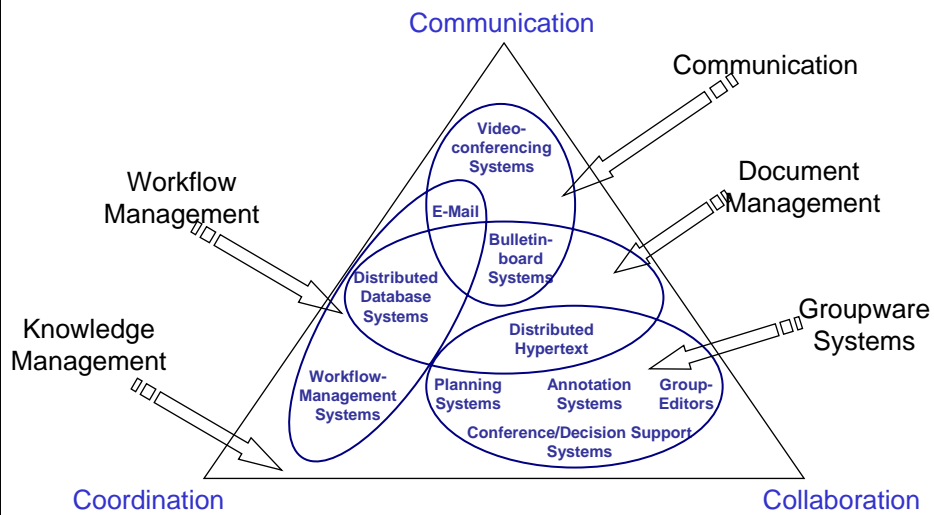 Communication
Communication
Video-
conferencing
Systems
Workflow
Management
Document
Management
E-Mail
Bulletin-
board
Systems
Distributed
Database
Systems
Knowledge
Management
Groupware
Systems
Distributed
Hypertext
Workflow-
Management
Systems
Planning
Systems
Annotation
Systems
Group-
Editors
Conference/Decision Support
Systems
Coordination
Collaboration